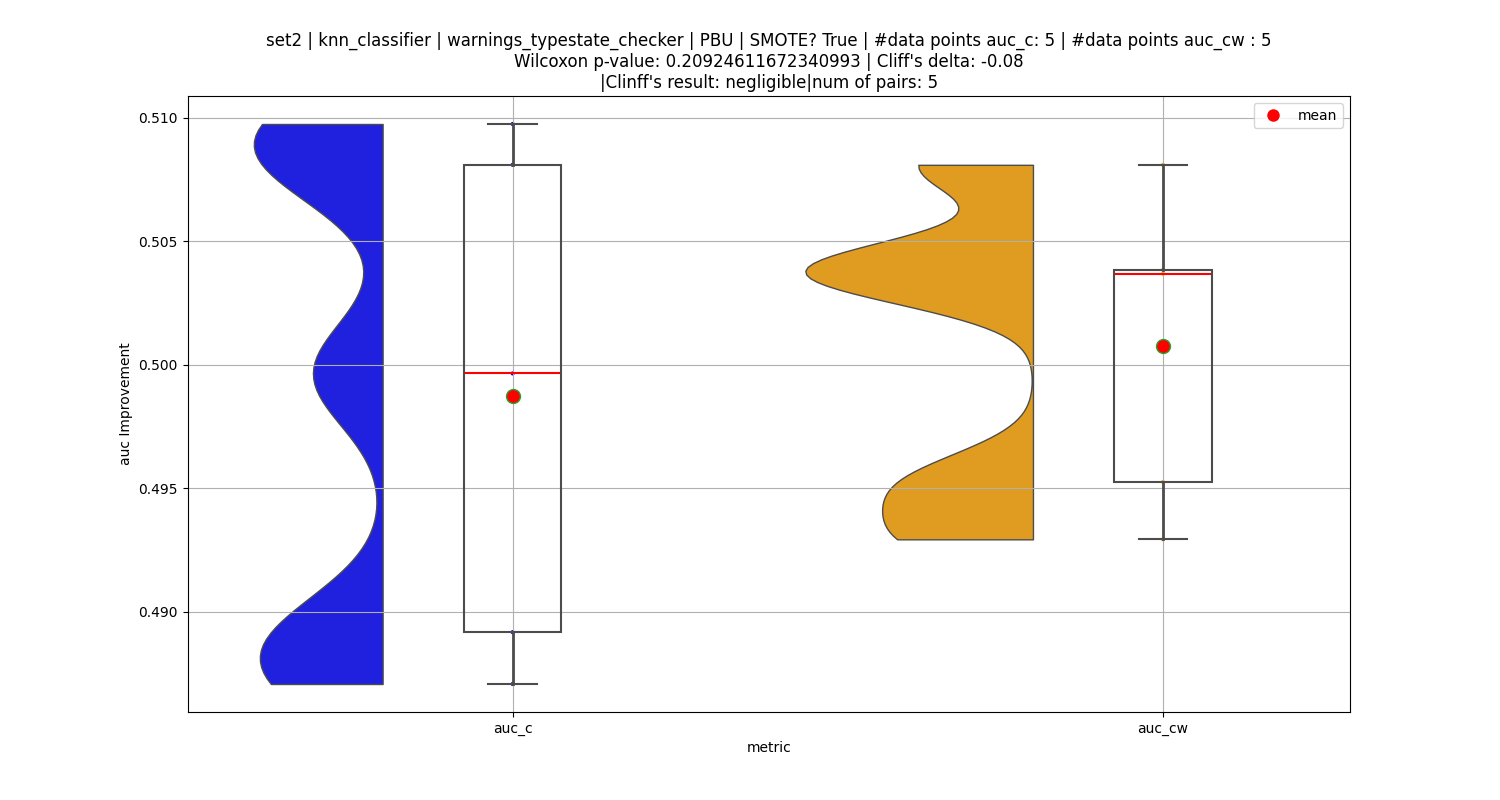 set2 | knn_classifier | warnings_typestate_checker | PBU | SMOTE? True | #data points auc_c: 5 | #data points auc_cw : 5
Wilcoxon p-value: 0.20924611672340993 | Cliff's delta: -0.08
|Clinff's result: negligible|num of pairs: 5
mean
0.510
0.505
0.500
0.495
0.490
auc Improvement
auc_c
auc_cw
metric